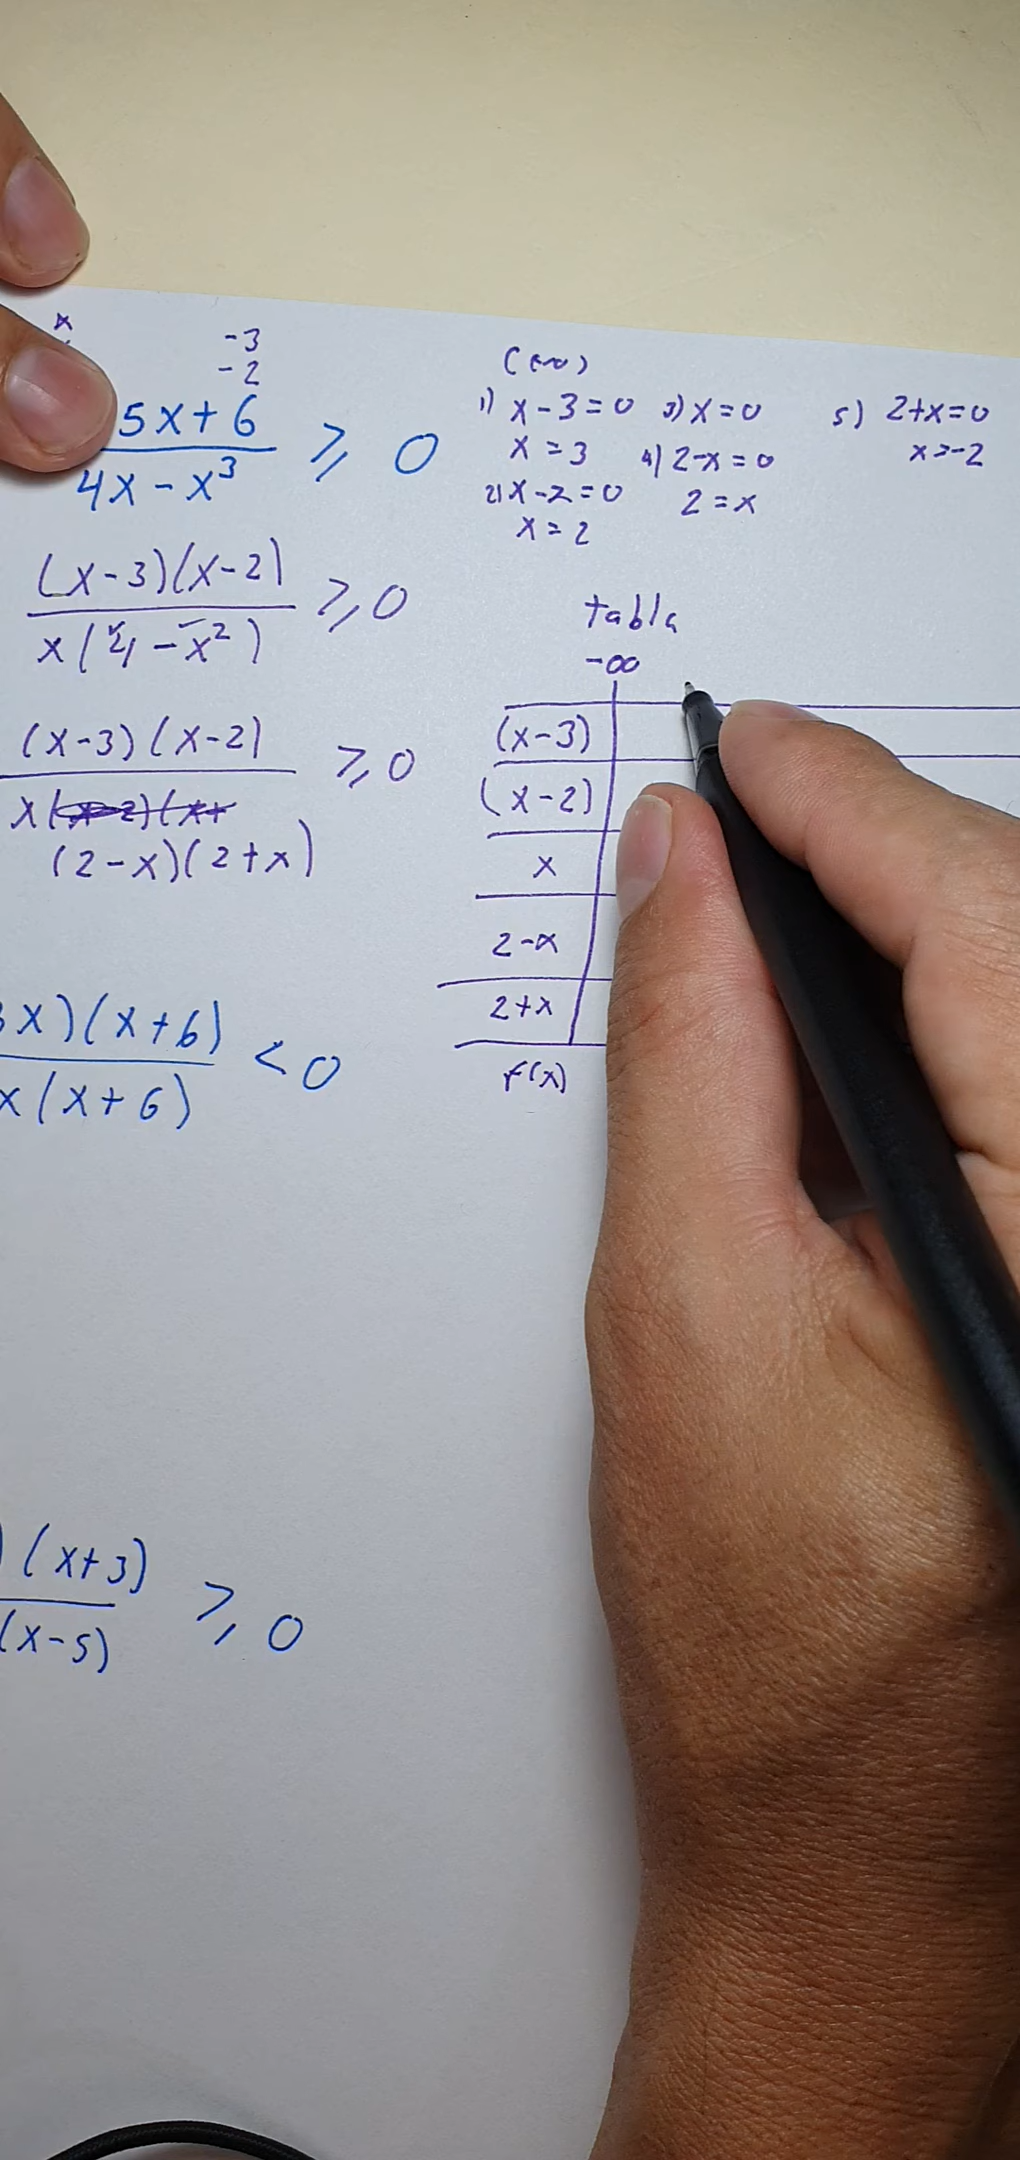 x
-3
-2
5x+6
4x-x³
≥ 0
(x-3)(x-2)
x(4-x²)
≥0
(x-3)(x-2)
x
(2-x)(2+x)
≥0
x)(x+6)
x(x+6)
<0
(x+3)
(x-5)
≥ 0
1) x-3=0
x=3
2) x-2=0
x=2
3) x=0
4) 2-x=0
2=x
5) 2+x=0
x=-2
tabla
-∞
(x-3)
(x-2)
x
2-x
2+x
F(x)